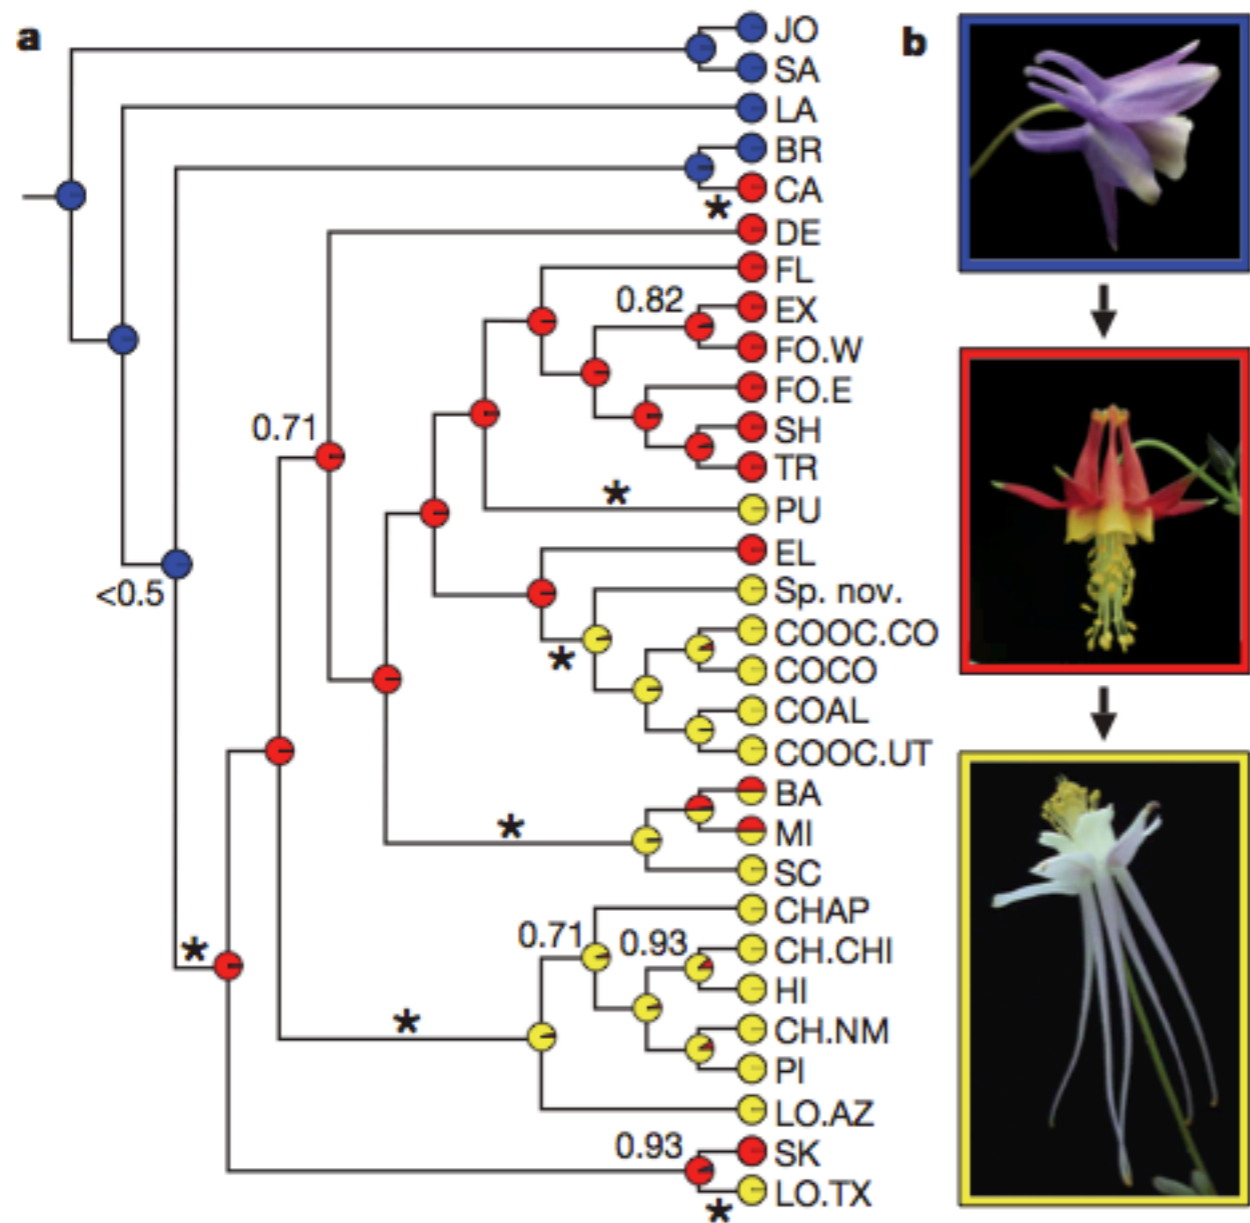 a
b
JO
SA
LA
BR
CA
*
DE
FL
0.82
EX
FO.W
FO.E
0.71
SH
TR
*
PU
EL
<0.5
Sp. nov.
COOC.CO
*
COCO
COAL
COOC.UT
BA
*
MI
SC
CHAP
0.71
0.93
CH.CHI
*
HI
*
CH.NM
PI
LO.AZ
0.93
SK
LO.TX
*